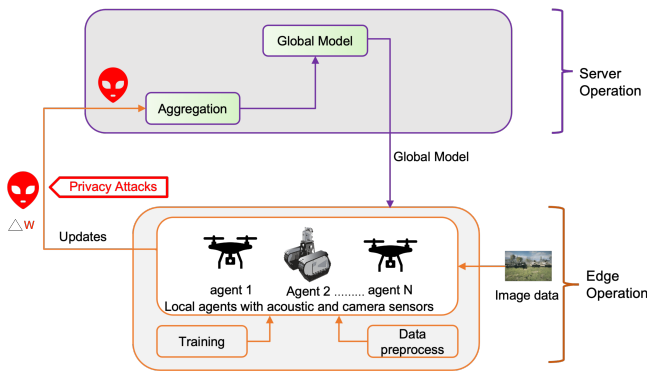 Global Model
Aggregation
Server
Operation
Global Model
Privacy Attacks
△W
Updates
agent 1
Agent 2 ......... agent N
Local agents with acoustic and camera sensors
Image data
Edge
Operation
Training
Data
preprocess